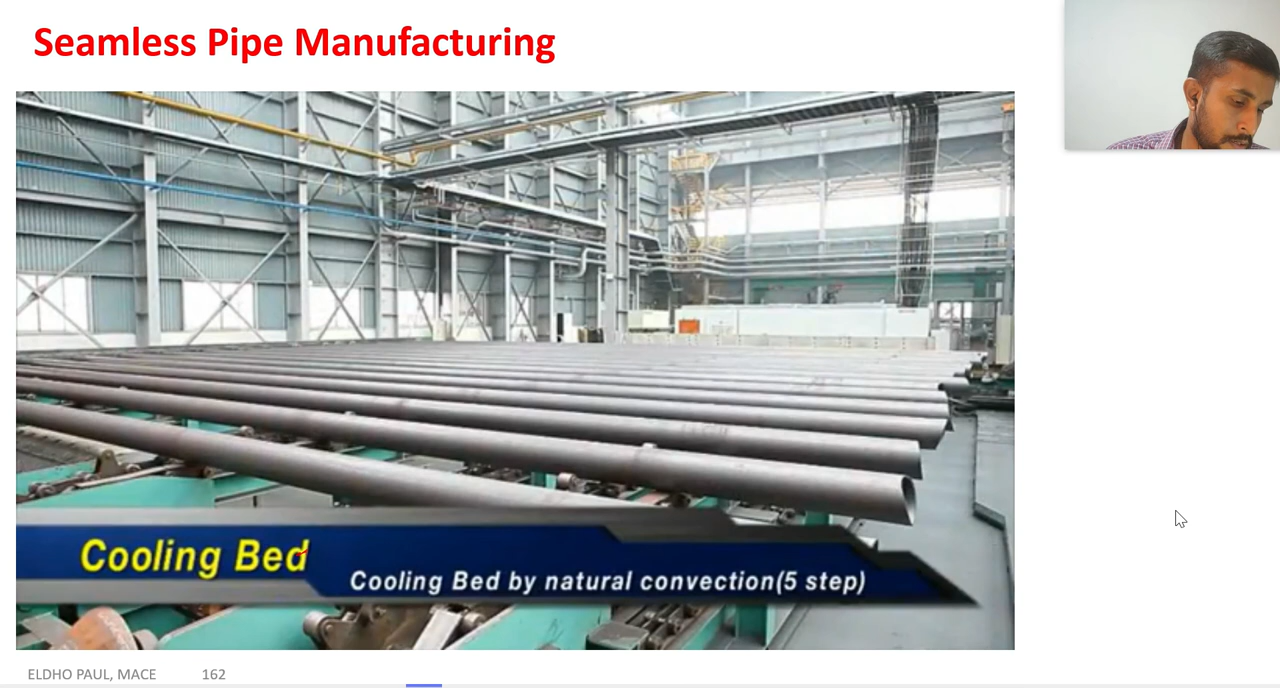 Seamless Pipe Manufacturing
Cooling Bed
Cooling Bed by natural convection(5 step)
ELDHO PAUL, MACE 162